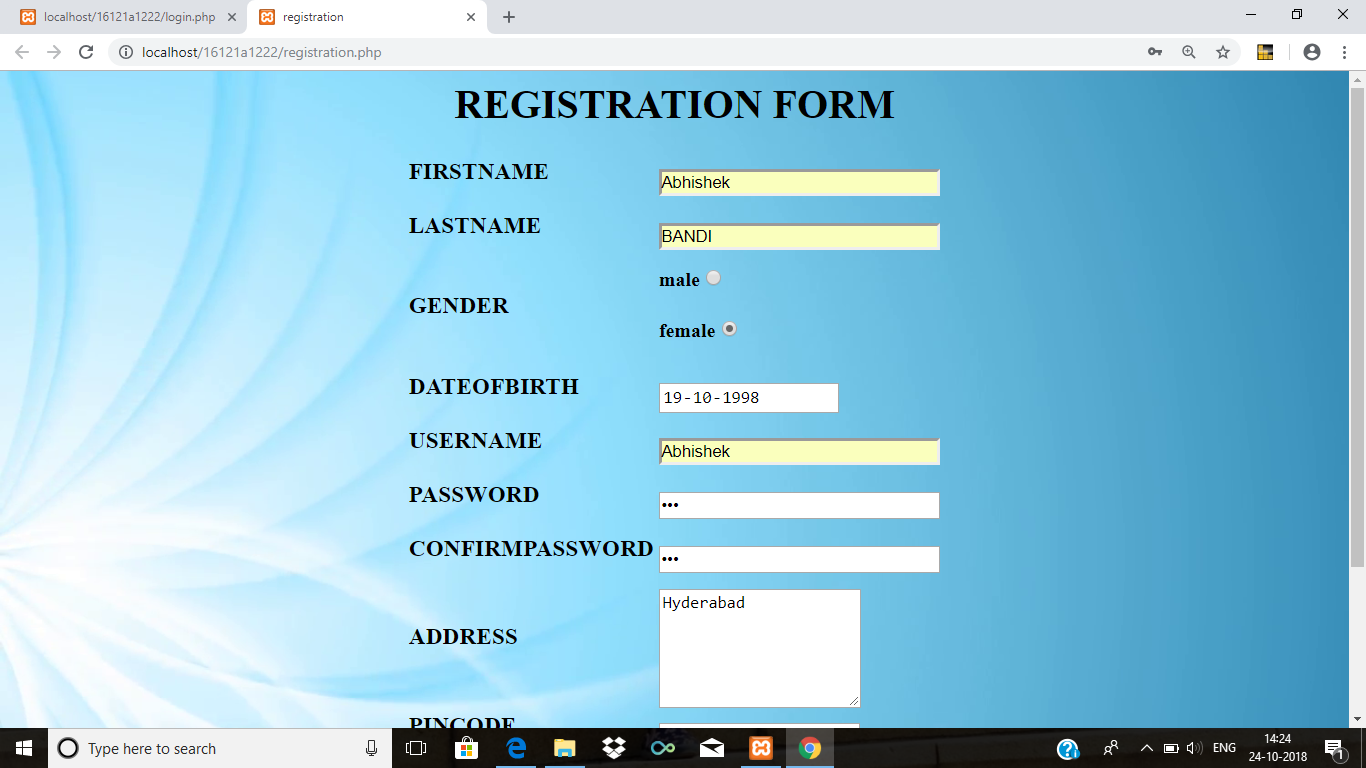 localhost/16121a1222/login.php
registration
localhost/16121a1222/registration.php
REGISTRATION FORM
FIRSTNAME Abhishek
LASTNAME BANDI
male
GENDER
female
DATEOFBIRTH 19-10-1998
USERNAME Abhishek
PASSWORD •••
CONFIRMPASSWORD •••
Hyderabad
ADDRESS
PINCODE
Type here to search
ENG
14:24
24-10-2018
1